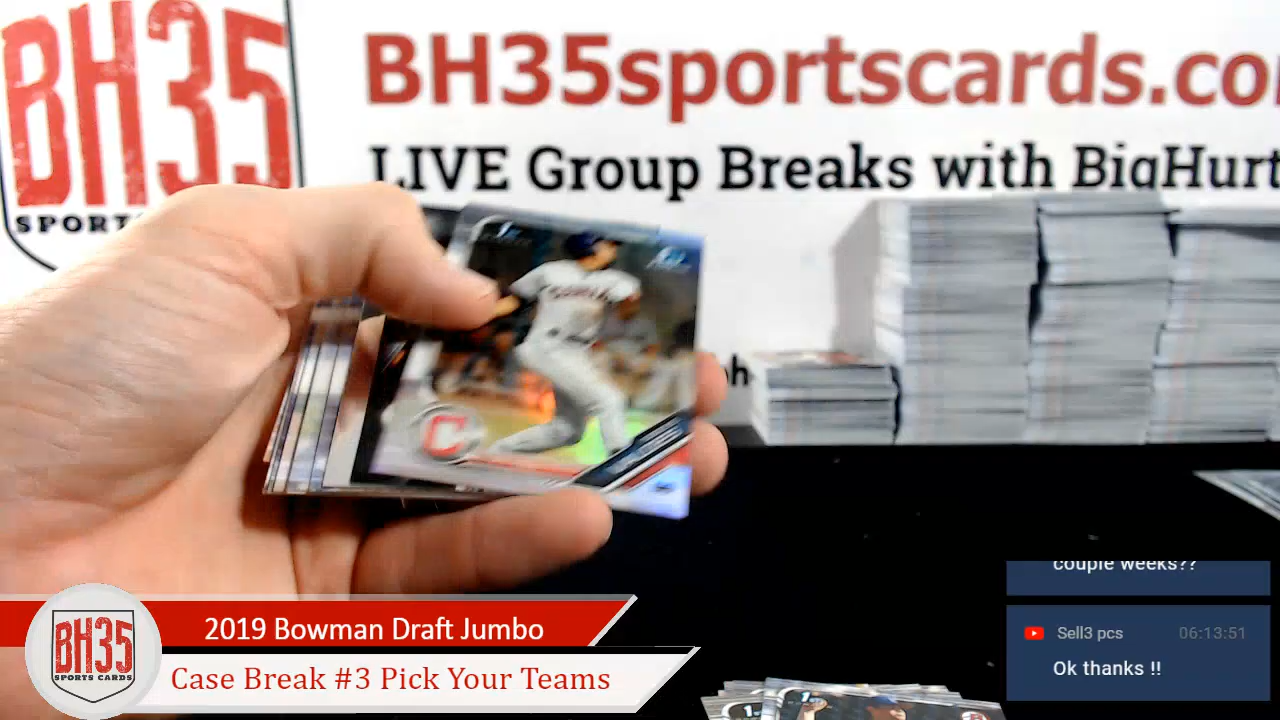 BH35
SPORT
BH35sportscards.co
LIVE Group Breaks with BigHurt
C
couple weeks??
Sell3 pcs 06:13:51
Ok thanks !!
BH35
SPORTS CARDS
2019 Bowman Draft Jumbo
Case Break #3 Pick Your Teams